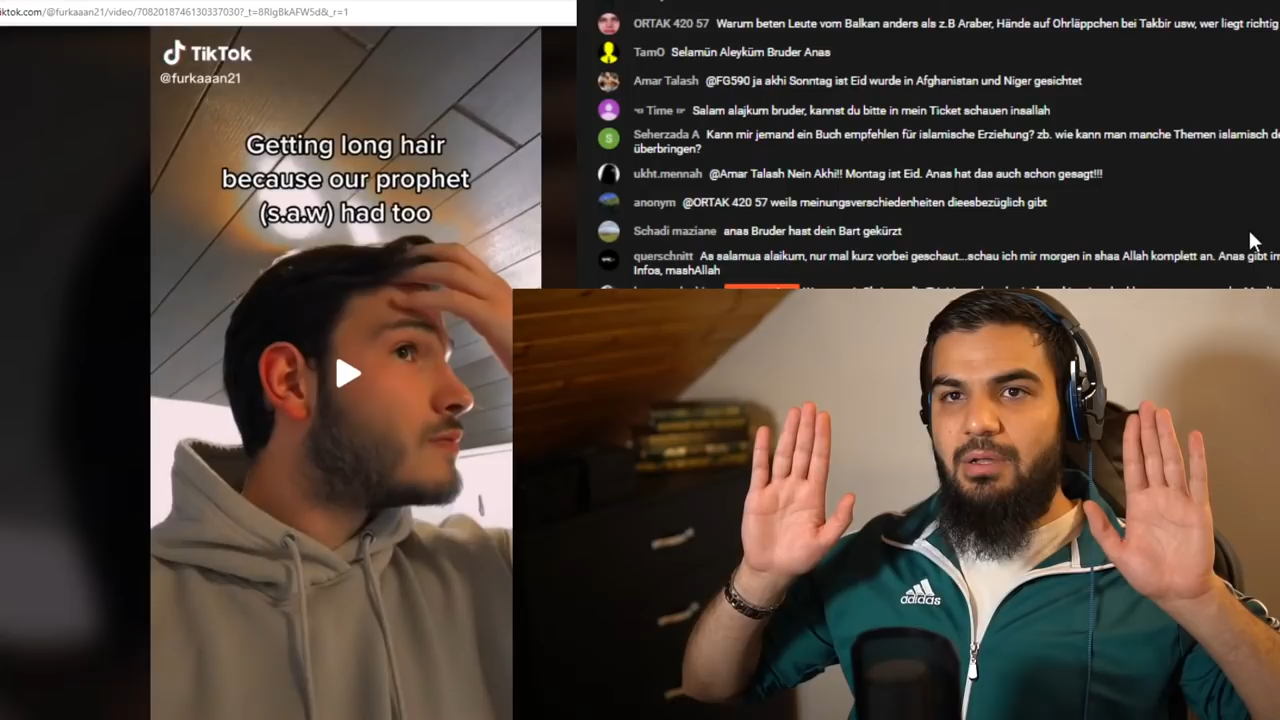 iktok.com/@furkaaan21/video/7082018746130337030?_t=8RlgBkAFW5d&_r=1
TikTok
@furkaaan21
Getting long hair
because our prophet
(s.a.w) had too
ORTAK 420 57 Warum beten Leute vom Balkan anders als z.B Araber, Hände auf Ohrläppchen bei Takbir usw, wer liegt richtig
TamO Selamün Aleyküm Bruder Anas
Amar Talash @FG590 ja akhi Sonntag ist Eid wurde in Afghanistan und Niger gesichtet
Time Salam alajkum bruder, kannst du bitte in mein Ticket schauen insallah
S
Seherzada A Kann mir jemand ein Buch empfehlen für islamische Erziehung? zb. wie kann man manche Themen islamisch
überbringen?
ukht.mennah @Amar Talash Nein Akhi!! Montag ist Eid. Anas hat das auch schon gesagt!!!
anonym @ORTAK 420 57 weils meinungsverschiedenheiten dieesbezüglich gibt
Schadi maziane anas Bruder hast dein Bart gekürzt
querschnitt As salamua alaikum, nur mal kurz vorbei geschaut...schau ich mir morgen in shaa Allah komplett an. Anas gibt
Infos, mashAllah
adidas